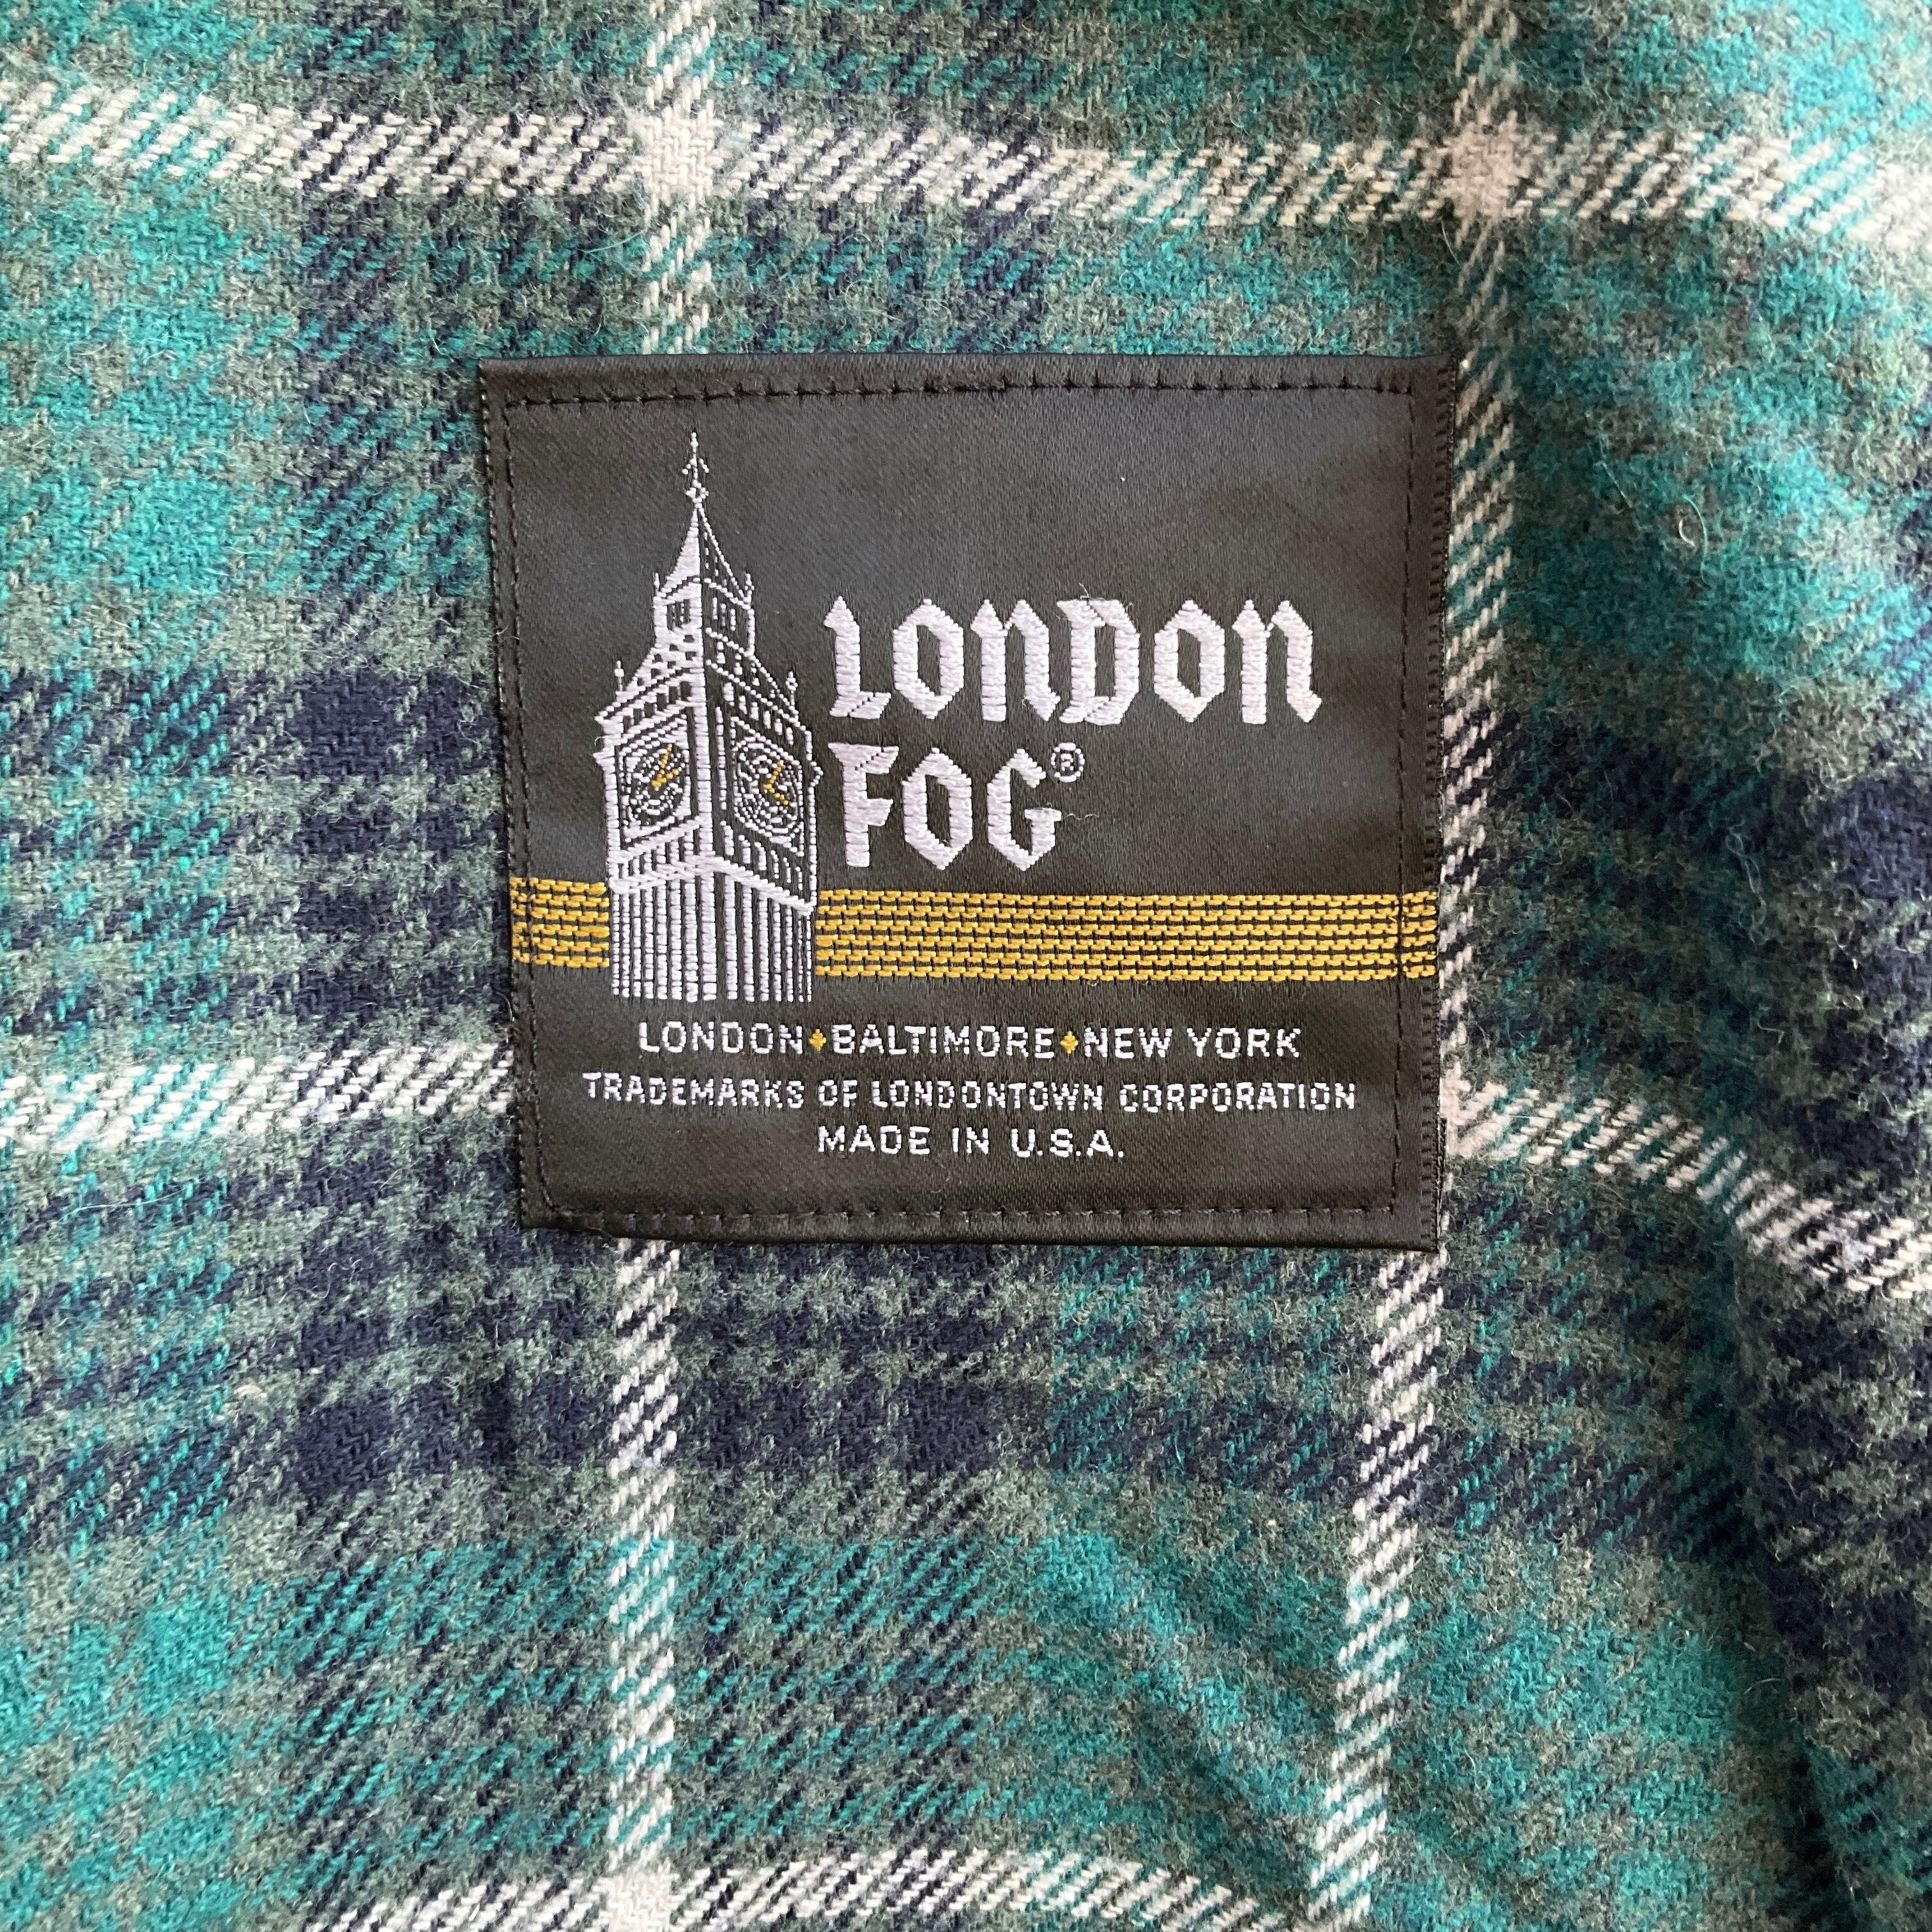 LONDON
FOG®
LONDON♦BALTIMORE♦NEW YORK
TRADEMARKS OF LONDONTOWN CORPORATION
MADE IN U.S.A.